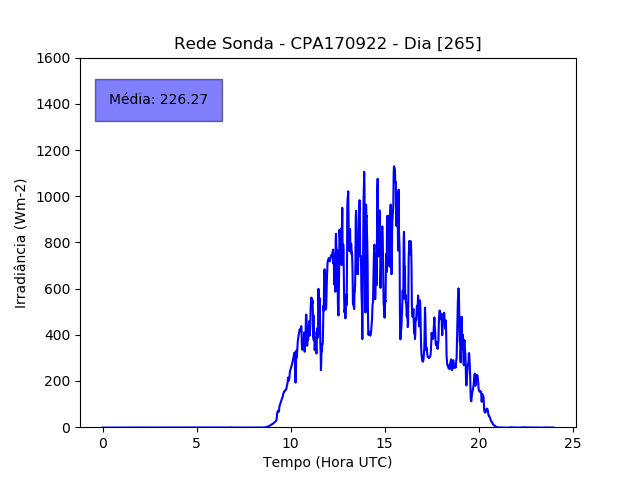 Rede Sonda - CPA170922 - Dia [265]
1600
1400
1200
1000
800
600
400
200
0
Média: 226.27
Irradiância (Wm-2)
0 5 10 15 20 25
Tempo (Hora UTC)